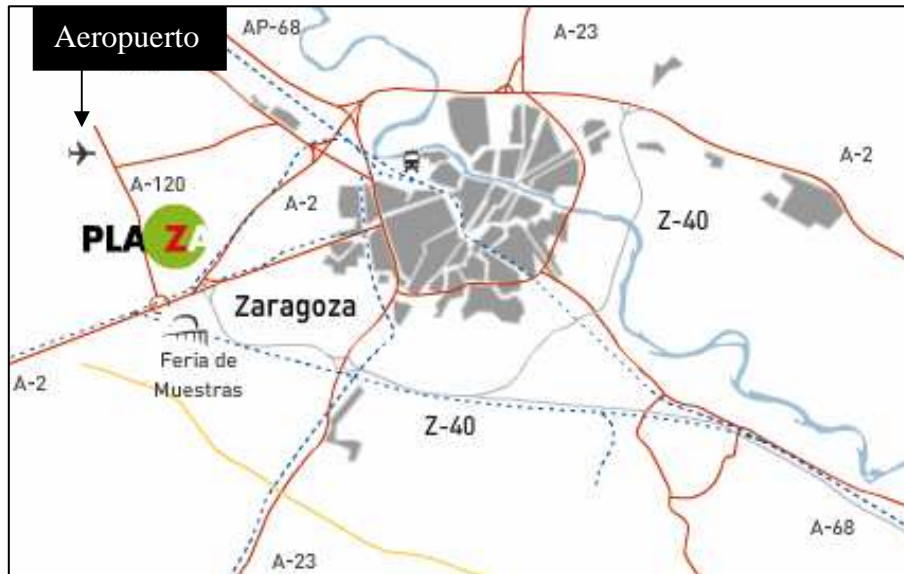 Aeropuerto
AP-68
A-23
A-2
A-120
A-2
Z-40
PLAZA
Zaragoza
Feria de
Muestras
A-2
Z-40
A-68
A-23